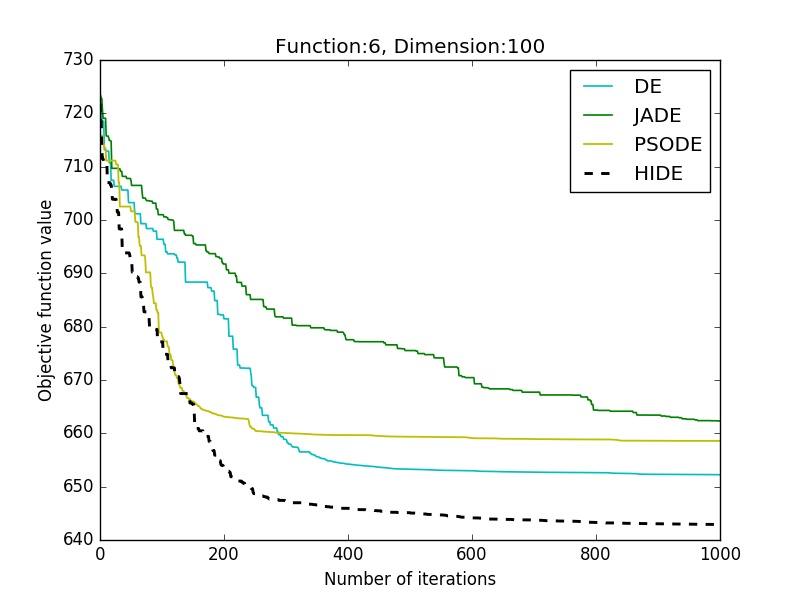 Function:6, Dimension:100
730
720
710
700
690
680
670
660
650
640
Objective function value
DE
JADE
PSODE
HIDE
0
200
400
600
800
1000
Number of iterations